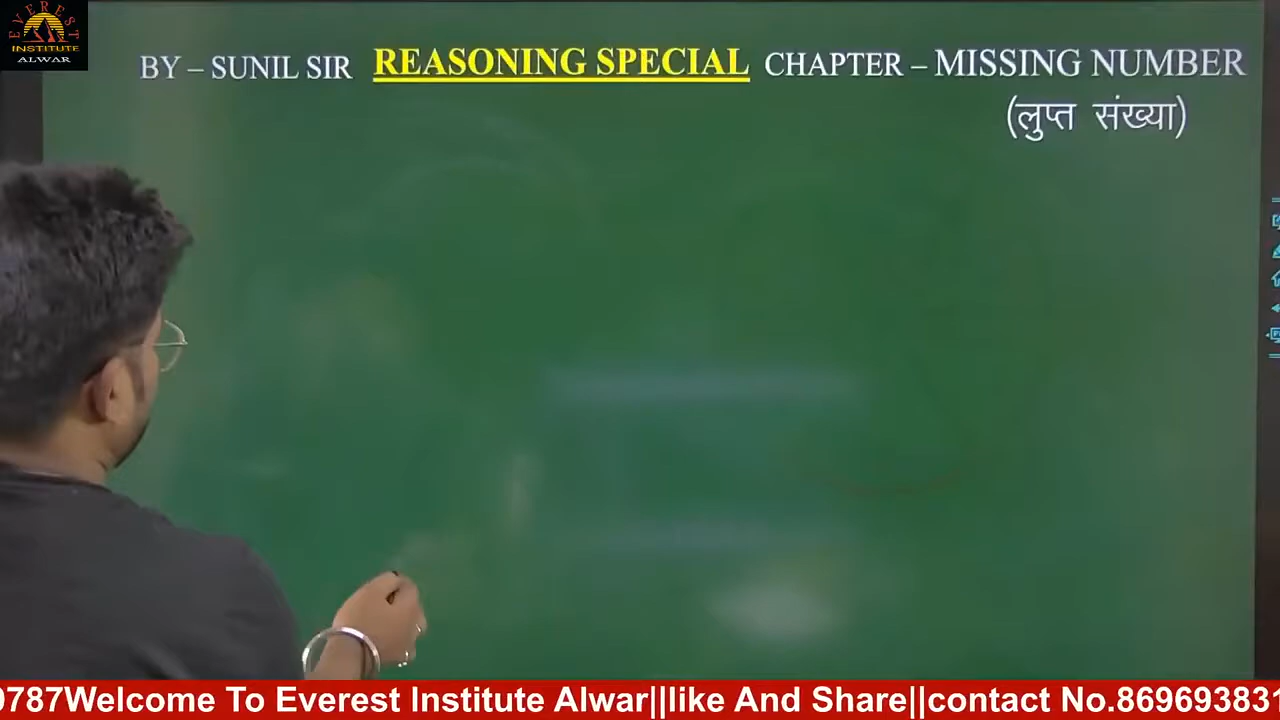 EVEREST
INSTITUTE
ALWAR
BY – SUNIL SIR REASONING SPECIAL CHAPTER – MISSING NUMBER
(लुप्त संख्या)
0787Welcome To Everest Institute Alwar||like And Share||contact No.869693831